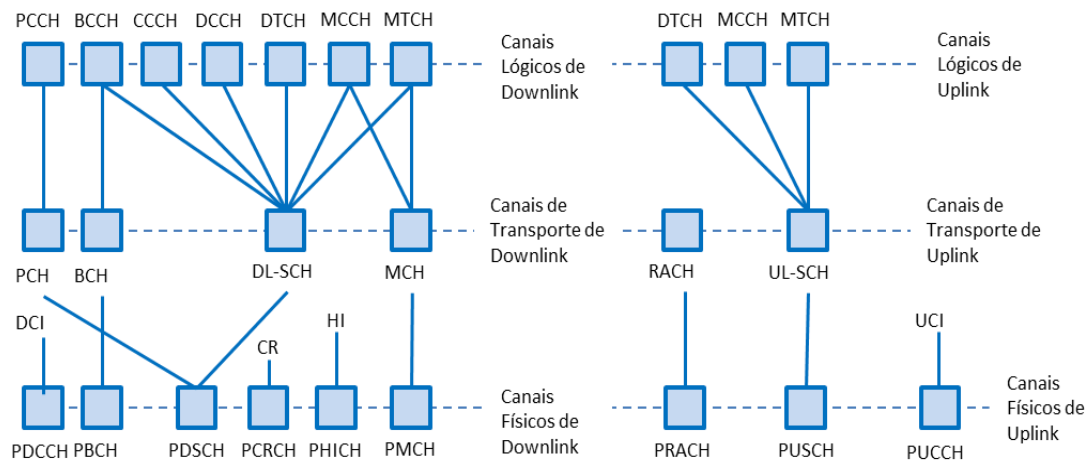 PCCH BCCH CCCH DCCH DTCH MCCH MTCH
Canais
Lógicos de
Downlink
DTCH MCCH MTCH
Canais
Lógicos de
Uplink
Canais de
Transporte de
Downlink
PCH BCH DL-SCH MCH
Canais de
Transporte de
Uplink
RACH UL-SCH
DCI
CR
HI
UCI
Canais
Físicos de
Downlink
PDCCH PBCH PDSCH PCRCH PHICH PMCH
Canais
Físicos de
Uplink
PRACH PUSCH PUCCH